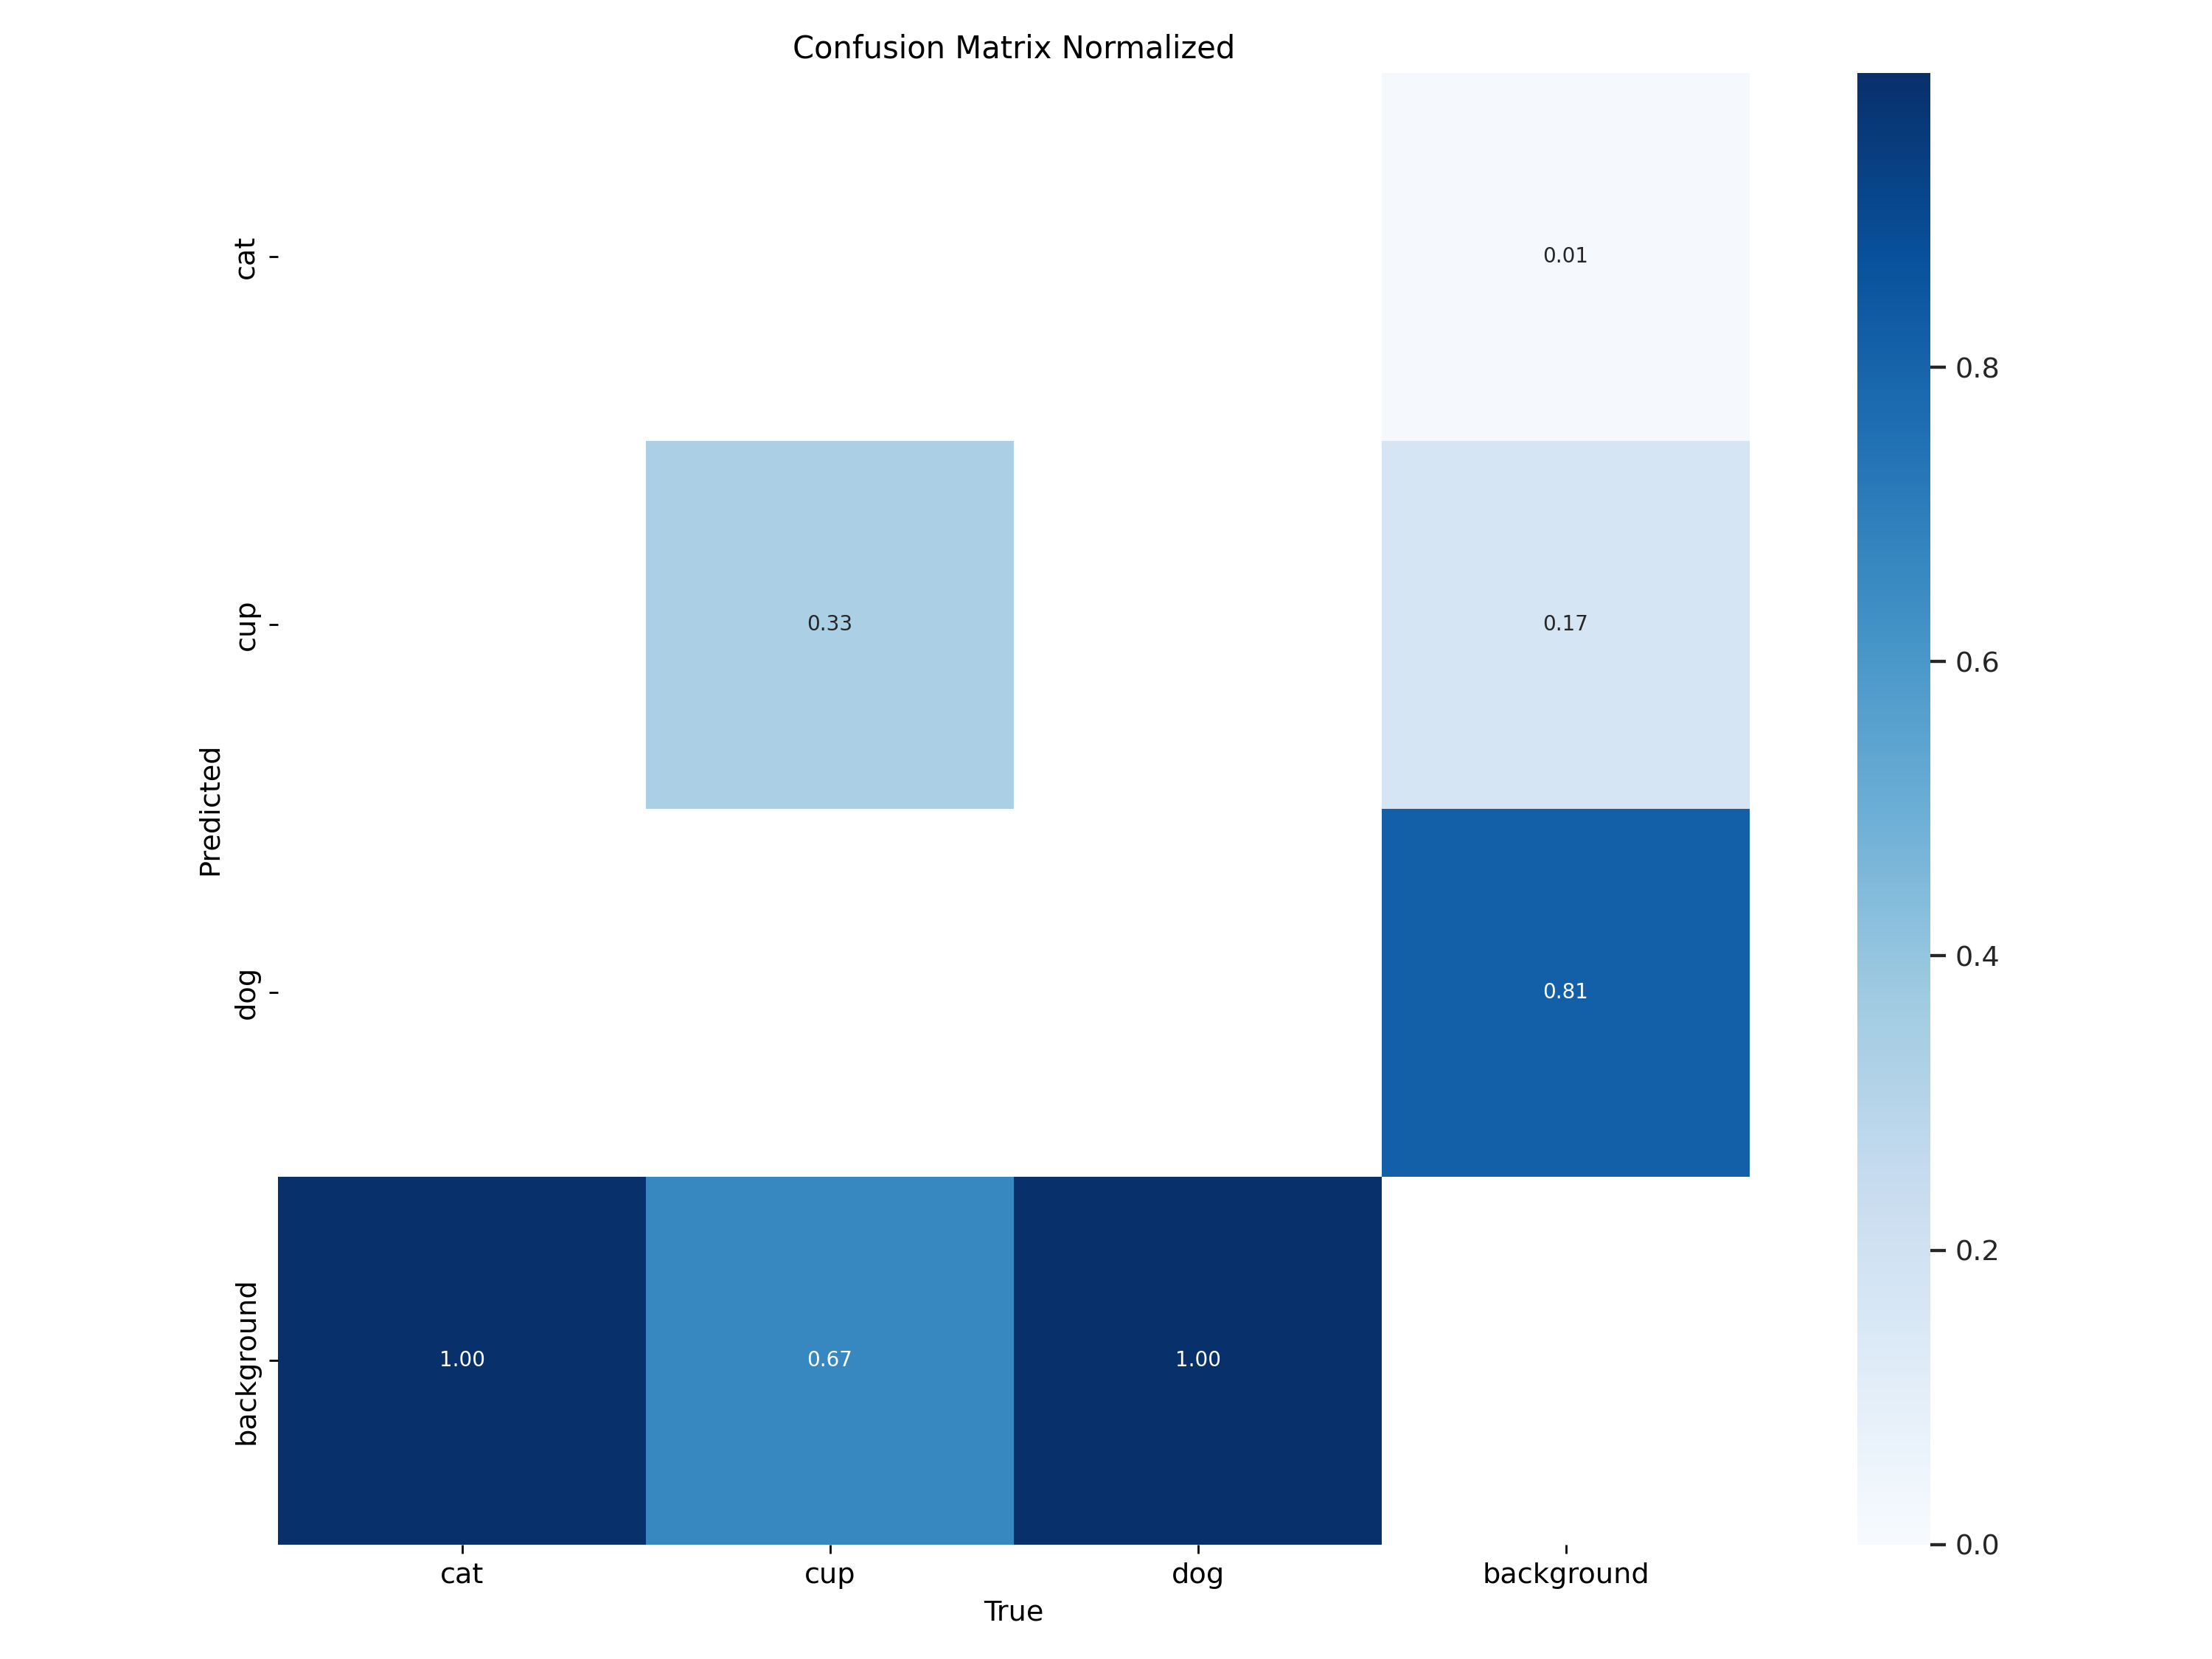 Confusion Matrix Normalized
cat
0.01
0.8
cup
0.33
0.17
0.6
Predicted
dog
0.81
0.4
background
1.00
0.67
1.00
0.2
0.0
cat
cup
dog
background
True